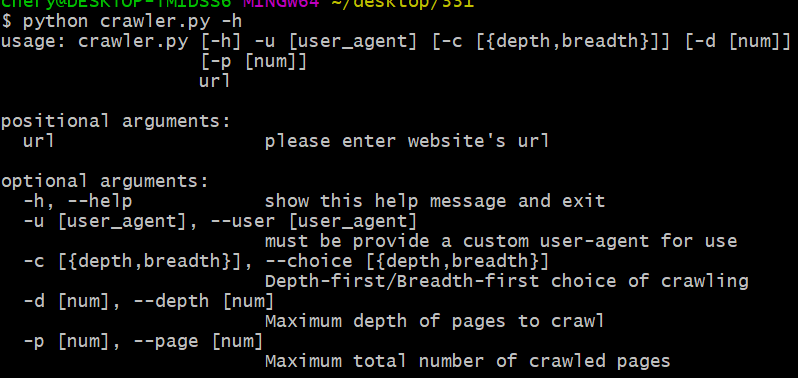 chery@DESKTOP-TM1DSS6 MINGW64 ~/desktop/331
$ python crawler.py -h
usage: crawler.py [-h] -u [user_agent] [-c [{depth,breadth}]] [-d [num]]
[-p [num]]
url
positional arguments:
url please enter website's url
optional arguments:
-h, --help show this help message and exit
-u [user_agent], --user [user_agent]
must be provide a custom user-agent for use
-c [{depth,breadth}], --choice [{depth,breadth}]
Depth-first/Breadth-first choice of crawling
-d [num], --depth [num]
Maximum depth of pages to crawl
-p [num], --page [num]
Maximum total number of crawled pages